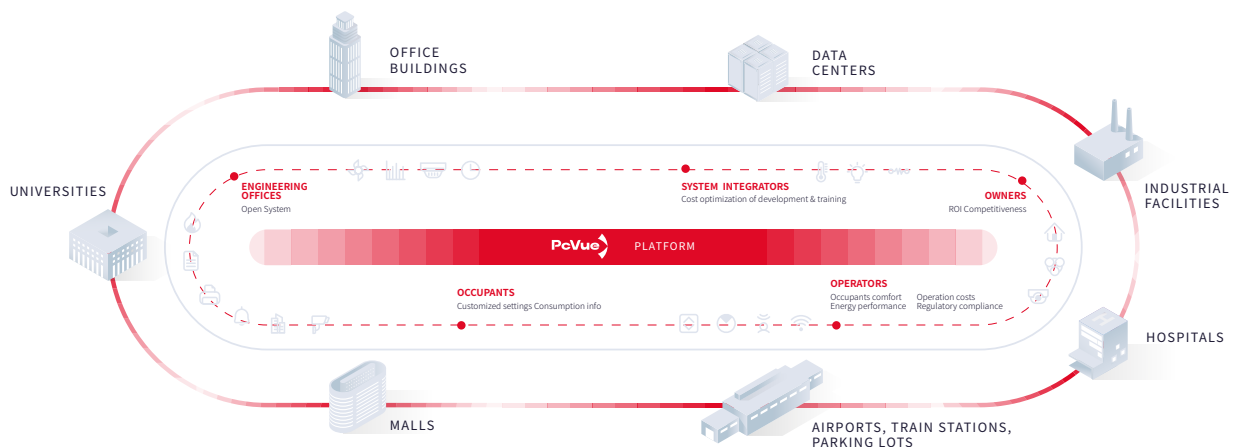 OFFICE
BUILDINGS
DATA
CENTERS
UNIVERSITIES
INDUSTRIAL
FACILITIES
ENGINEERING
OFFICES
Open System
SYSTEM INTEGRATORS
Cost optimization of development & training
OWNERS
ROI Competitiveness
PcVue PLATFORM
OCCUPANTS
Customized settings Consumption info
OPERATORS
Occupants comfort Operation costs
Energy performance Regulatory compliance
H
HOSPITALS
MALLS
AIRPORTS, TRAIN STATIONS,
PARKING LOTS